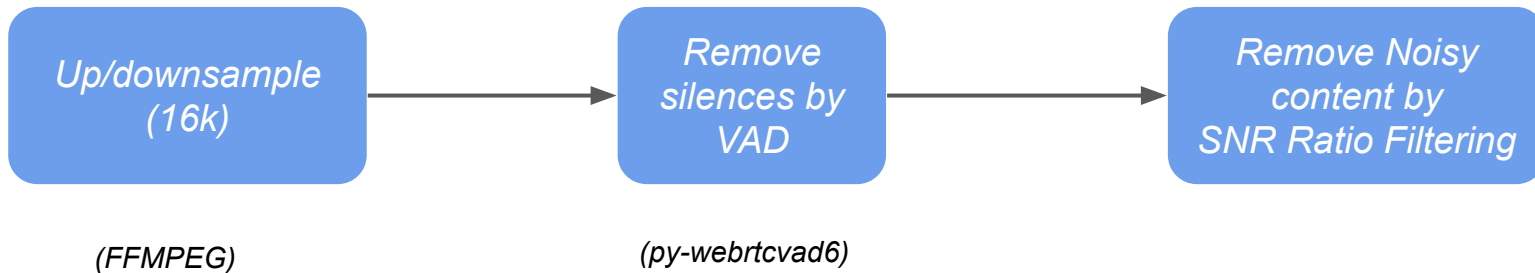 Up/downsample
(16k)
Remove
silences by
VAD
Remove Noisy
content by
SNR Ratio Filtering
(FFMPEG)
(py-webrtcvad6)